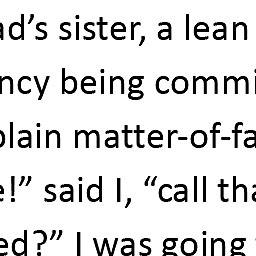 ad’s sister, a lean
ncy being commi
plain matter-of-fa
e!” said I, “call tha
ed?” I was going